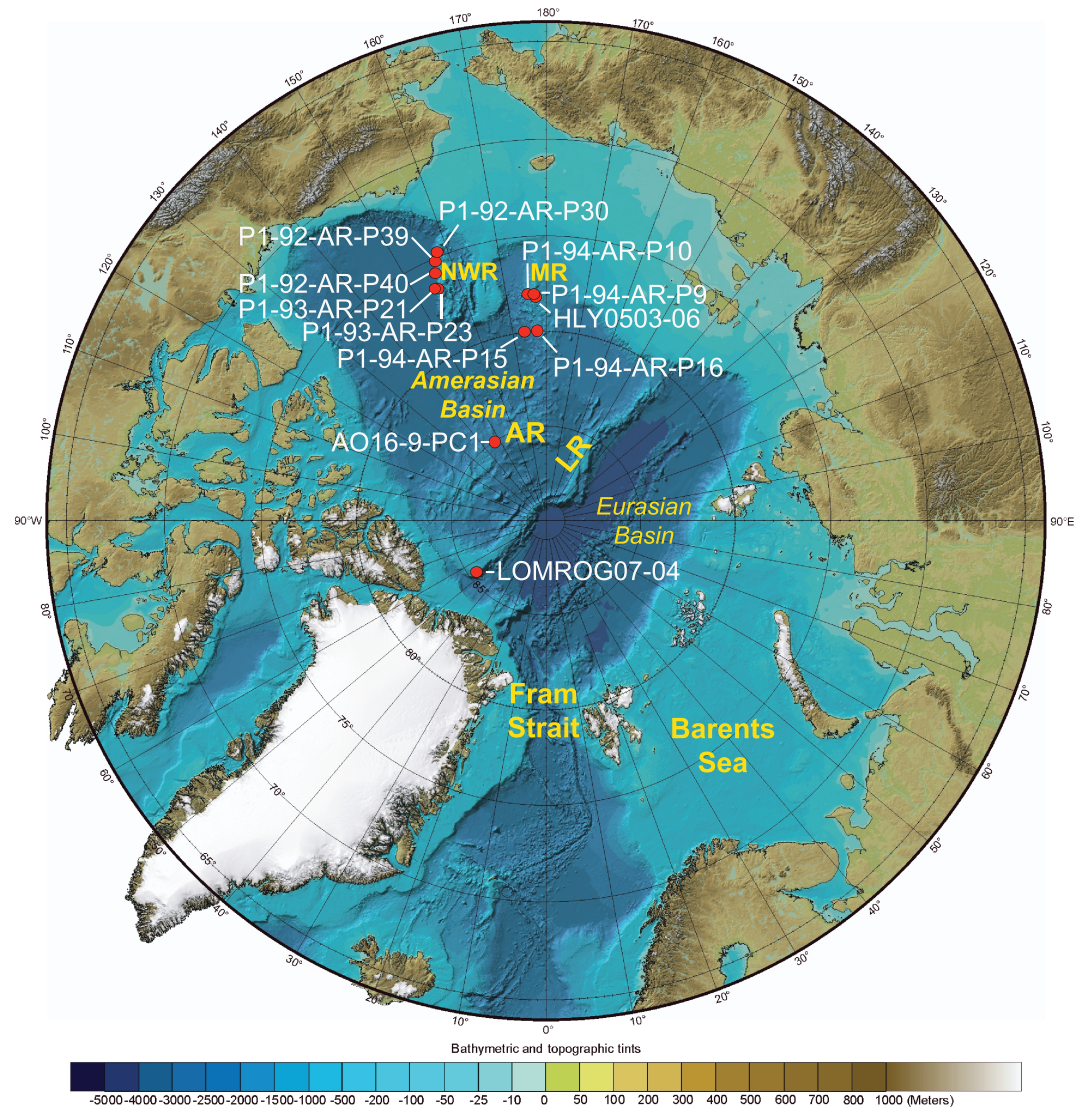 180°
170°
170°
160°
160°
150°
150°
140°
140°
130°
130°
120°
120°
110°
110°
100°
100°
90°W
90°E
80°
80°
70°
70°
60°
60°
50°
50°
40°
40°
30°
30°
20°
20°
10°
10°
0°
P1-92-AR-P30
P1-92-AR-P39
P1-94-AR-P10
NWR
MR
P1-92-AR-P40
P1-94-AR-P9
P1-93-AR-P21
HLY0503-06
P1-93-AR-P23
P1-94-AR-P15
P1-94-AR-P16
Amerasian
Basin
AR
AO16-9-PC1
LR
Eurasian
Basin
LOMROG07-04
85°
80°
75°
70°
65°
Fram
Strait
Barents
Sea
Bathymetric and topographic tints
-5000 -4000 -3000 -2500 -2000 -1500 -1000 -500 -200 -100 -50 -25 -10 0 50 100 200 300 400 500 600 700 800 1000 (Meters)